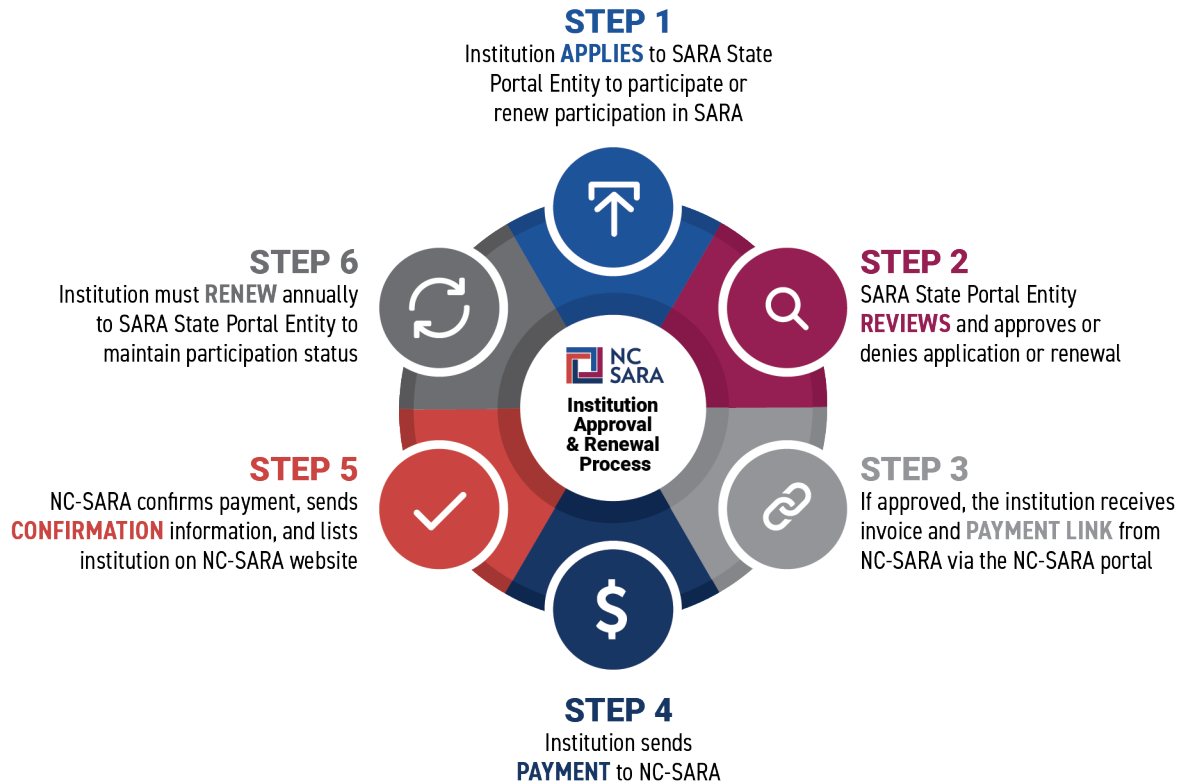 STEP 1
Institution APPLIES to SARA State
Portal Entity to participate or
renew participation in SARA
STEP 2
SARA State Portal Entity
REVIEWS and approves or
denies application or renewal
STEP 3
If approved, the institution receives
invoice and PAYMENT LINK from
NC-SARA via the NC-SARA portal
STEP 4
Institution sends
PAYMENT to NC-SARA
STEP 5
NC-SARA confirms payment, sends
CONFIRMATION information, and lists
institution on NC-SARA website
STEP 6
Institution must RENEW annually
to SARA State Portal Entity to
maintain participation status
NC
SARA
Institution
Approval
& Renewal
Process
$